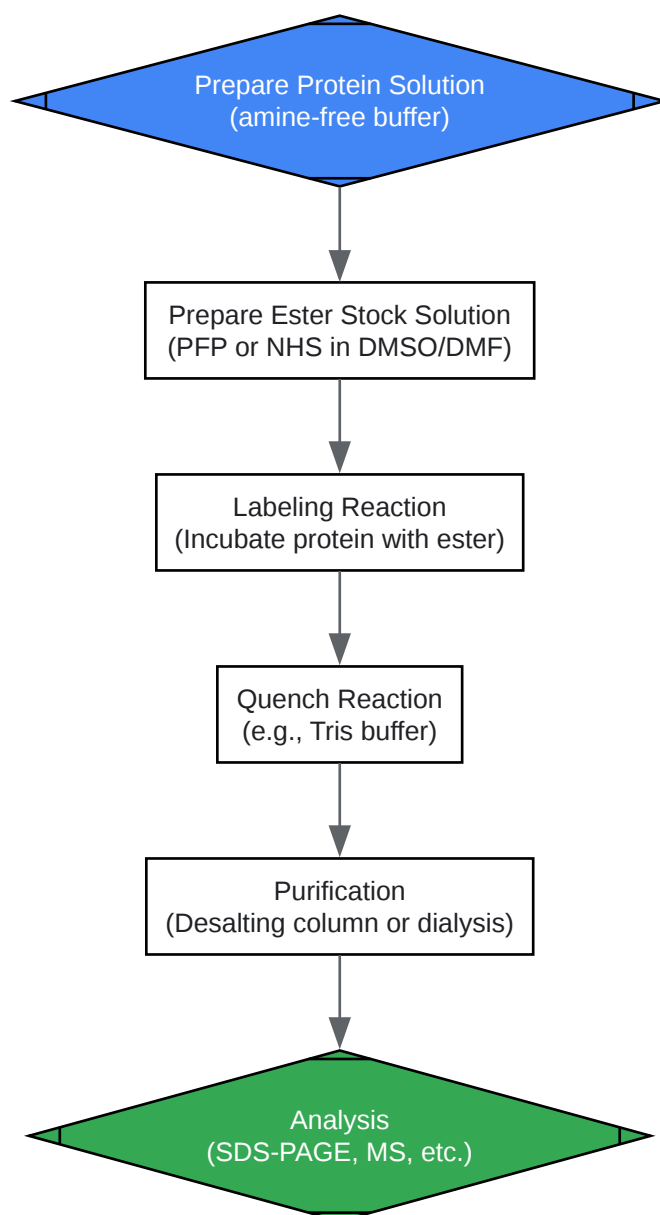 Prepare Protein Solution
(amine-free buffer)
Prepare Ester Stock Solution
(PFP or NHS in DMSO/DMF)
Labeling Reaction
(Incubate protein with ester)
Quench Reaction
(e.g., Tris buffer)
Purification
(Desalting column or dialysis)
Analysis
(SDS-PAGE, MS, etc.)